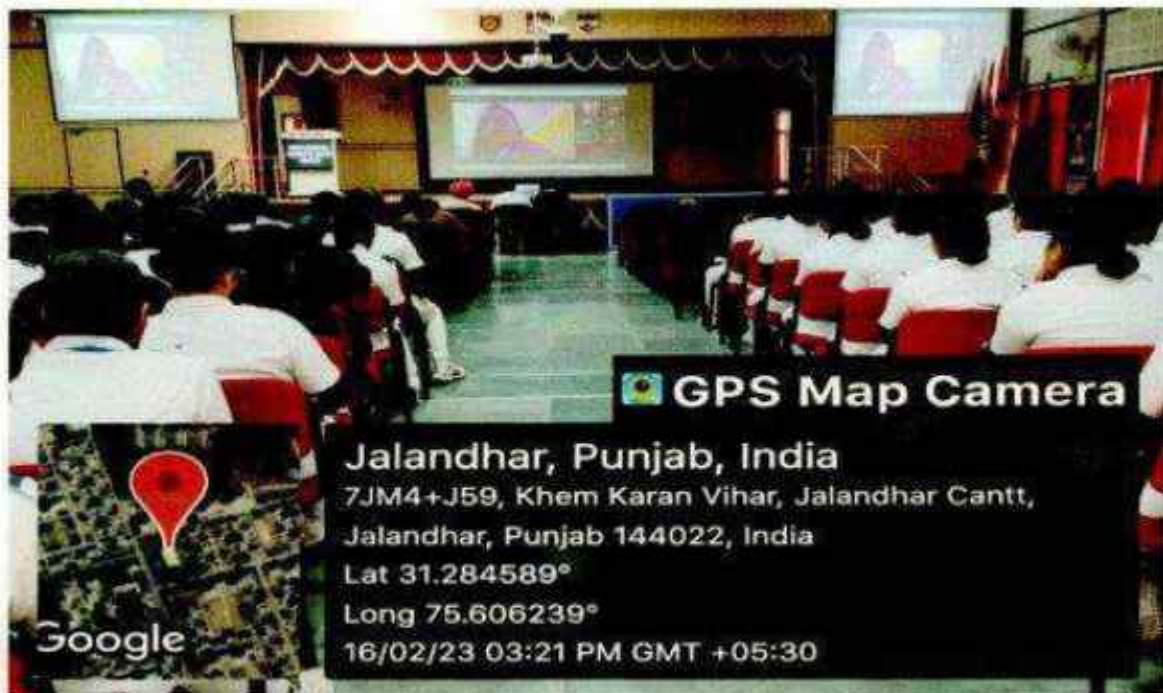 GPS Map Camera
Jalandhar, Punjab, India
7JM4+J59, Khem Karan Vihar, Jalandhar Cantt,
Jalandhar, Punjab 144022, India
Lat 31.284589°
Long 75.606239°
16/02/23 03:21 PM GMT +05:30
Google